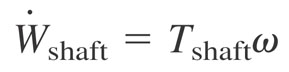 Ẇ_shaft = T_shaft ω